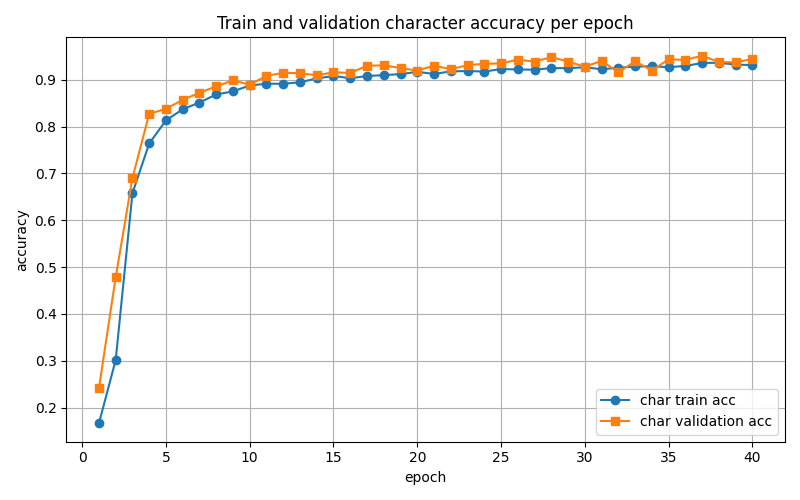 Train and validation character accuracy per epoch
0.9
0.8
0.7
0.6
0.5
0.4
0.3
0.2
accuracy
char train acc
char validation acc
0 5 10 15 20 25 30 35 40
epoch